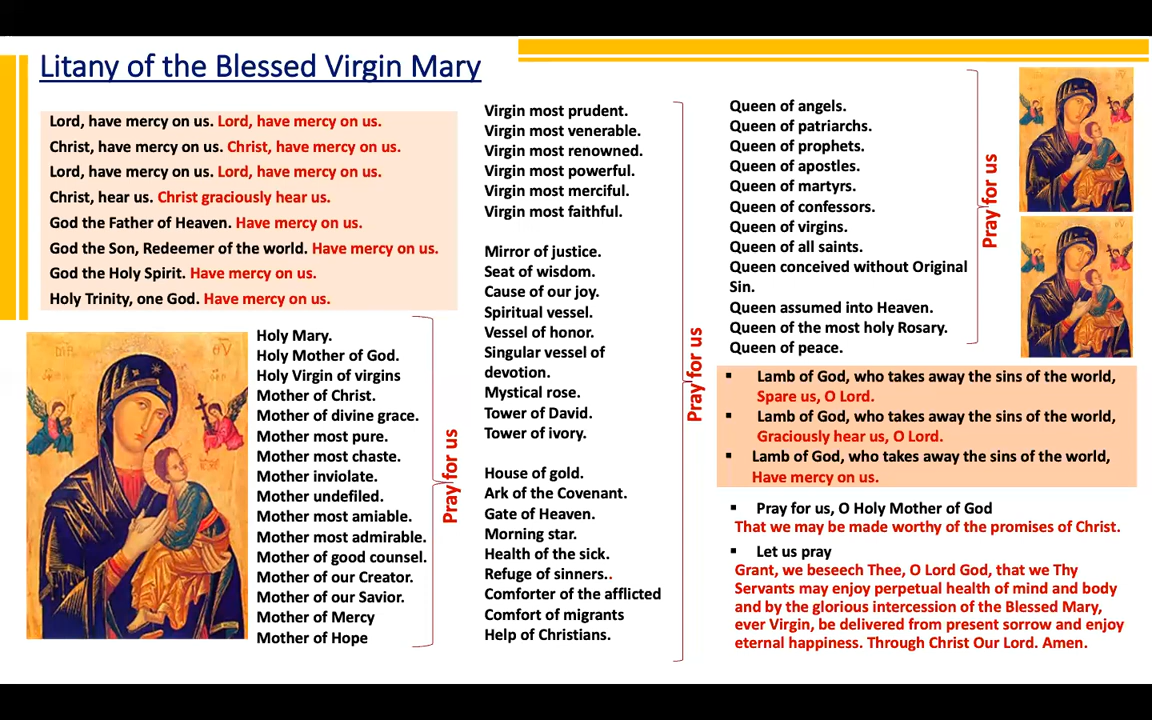 Litany of the Blessed Virgin Mary
Lord, have mercy on us. Lord, have mercy on us.
Christ, have mercy on us. Christ, have mercy on us.
Lord, have mercy on us. Lord, have mercy on us.
Christ, hear us. Christ graciously hear us.
God the Father of Heaven. Have mercy on us.
God the Son, Redeemer of the world. Have mercy on us.
God the Holy Spirit. Have mercy on us.
Holy Trinity, one God. Have mercy on us.
Holy Mary.
Holy Mother of God.
Holy Virgin of virgins
Mother of Christ.
Mother of divine grace.
Mother most pure.
Mother most chaste.
Mother inviolate.
Mother undefiled.
Mother most amiable.
Mother most admirable.
Mother of good counsel.
Mother of our Creator.
Mother of our Savior.
Mother of Mercy
Mother of Hope
Pray for us
Virgin most prudent.
Virgin most venerable.
Virgin most renowned.
Virgin most powerful.
Virgin most merciful.
Virgin most faithful.
Mirror of justice.
Seat of wisdom.
Cause of our joy.
Spiritual vessel.
Vessel of honor.
Singular vessel of
devotion.
Mystical rose.
Tower of David.
Tower of ivory.
House of gold.
Ark of the Covenant.
Gate of Heaven.
Morning star.
Health of the sick.
Refuge of sinners..
Comforter of the afflicted
Comfort of migrants
Help of Christians.
Pray for us
Queen of angels.
Queen of patriarchs.
Queen of prophets.
Queen of apostles.
Queen of martyrs.
Queen of confessors.
Queen of virgins.
Queen of all saints.
Queen conceived without Original
Sin.
Queen assumed into Heaven.
Queen of the most holy Rosary.
Queen of peace.
Pray for us
▪ Lamb of God, who takes away the sins of the world,
Spare us, O Lord.
▪ Lamb of God, who takes away the sins of the world,
Graciously hear us, O Lord.
▪ Lamb of God, who takes away the sins of the world,
Have mercy on us.
▪ Pray for us, O Holy Mother of God
That we may be made worthy of the promises of Christ.
▪ Let us pray
Grant, we beseech Thee, O Lord God, that we Thy
Servants may enjoy perpetual health of mind and body
and by the glorious intercession of the Blessed Mary,
ever Virgin, be delivered from present sorrow and enjoy
eternal happiness. Through Christ Our Lord. Amen.